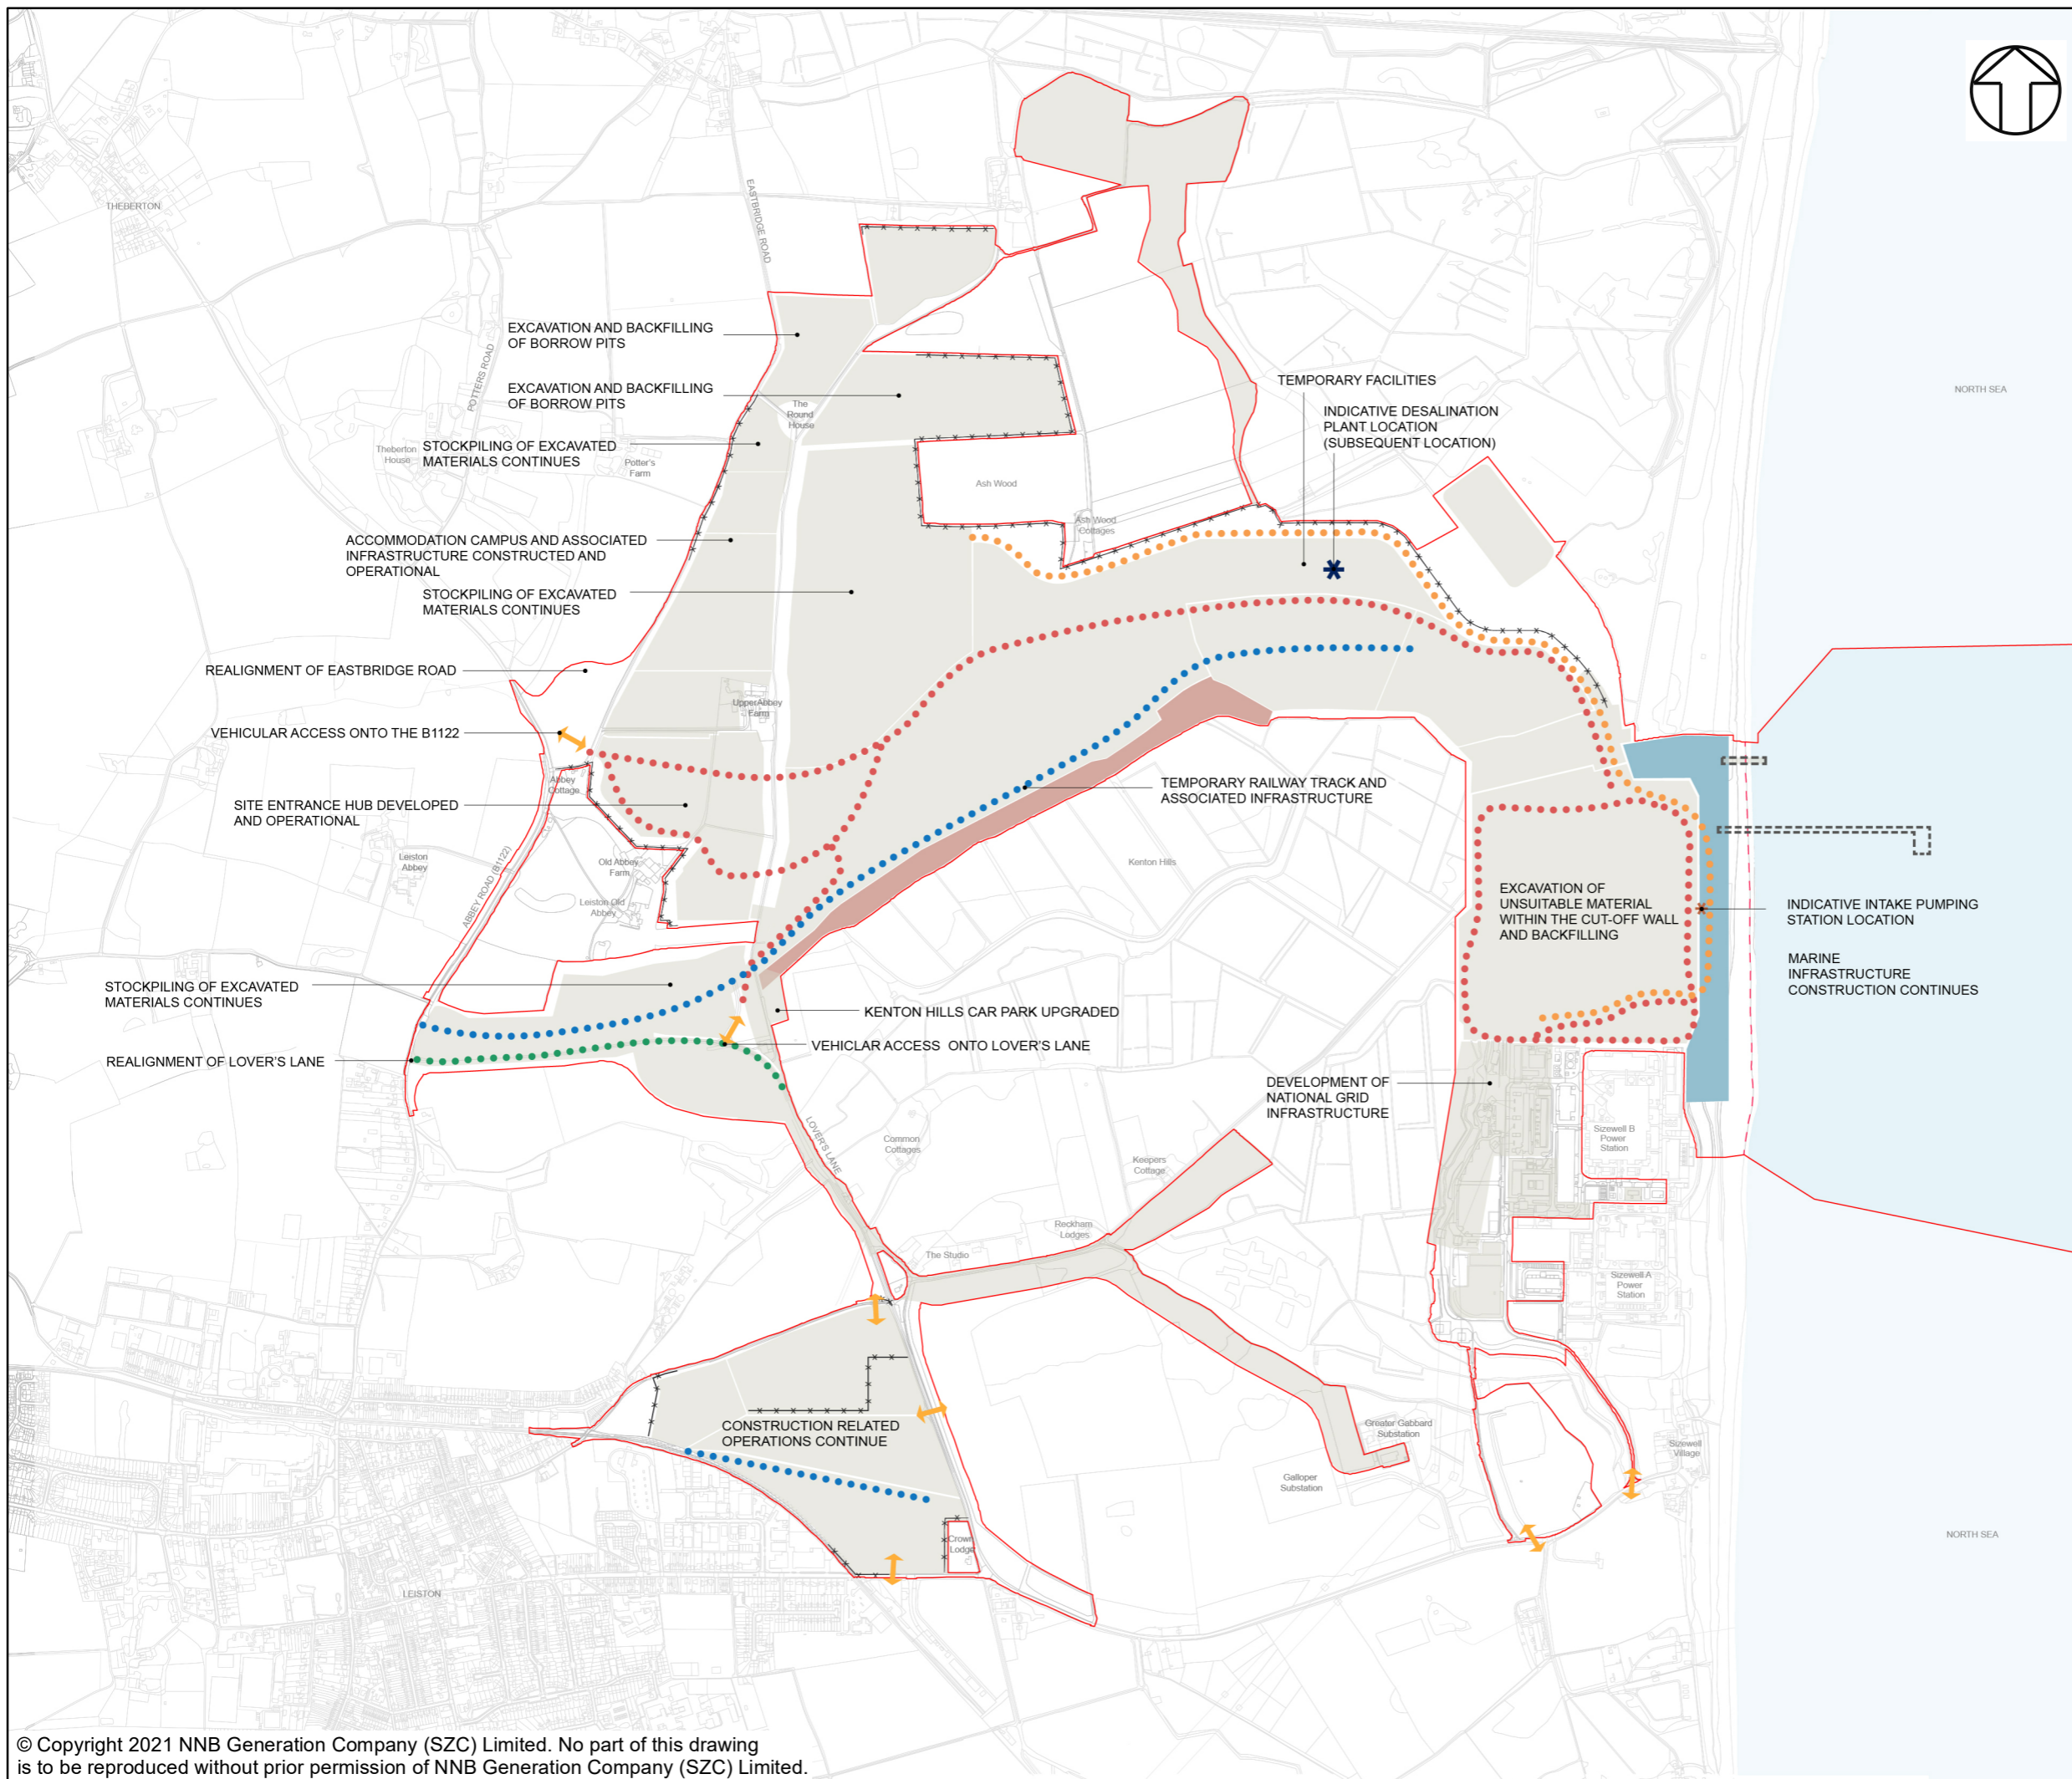 THEBERTON
EASTBRIDGE ROAD
NORTH SEA
EXCAVATION AND BACKFILLING
OF BORROW PITS
POTTERS ROAD
EXCAVATION AND BACKFILLING
OF BORROW PITS
TEMPORARY FACILITIES
The
Round
House
INDICATIVE DESALINATION
PLANT LOCATION
(SUBSEQUENT LOCATION)
Theberton
House
STOCKPILING OF EXCAVATED
MATERIALS CONTINUES
Potter's
Farm
Ash Wood
Ash Wood
Cottages
ACCOMMODATION CAMPUS AND ASSOCIATED
INFRASTRUCTURE CONSTRUCTED AND
OPERATIONAL
STOCKPILING OF EXCAVATED
MATERIALS CONTINUES
REALIGNMENT OF EASTBRIDGE ROAD
Upper Abbey
Farm
VEHICULAR ACCESS ONTO THE B1122
Abbey
Cottage
TEMPORARY RAILWAY TRACK AND
ASSOCIATED INFRASTRUCTURE
SITE ENTRANCE HUB DEVELOPED
AND OPERATIONAL
Leiston
Abbey
ABBEY ROAD (B1122)
Old Abbey
Farm
Leiston Old
Abbey
Kenton Hills
EXCAVATION OF
UNSUITABLE MATERIAL
WITHIN THE CUT-OFF WALL
AND BACKFILLING
INDICATIVE INTAKE PUMPING
STATION LOCATION
MARINE
INFRASTRUCTURE
CONSTRUCTION CONTINUES
STOCKPILING OF EXCAVATED
MATERIALS CONTINUES
KENTON HILLS CAR PARK UPGRADED
VEHICLAR ACCESS ONTO LOVER'S LANE
REALIGNMENT OF LOVER'S LANE
DEVELOPMENT OF
NATIONAL GRID
INFRASTRUCTURE
LOVER'S LANE
Common
Cottages
Keepers
Cottage
Sizewell B
Power
Station
Reckham
Lodges
The Studio
Sizewell A
Power
Station
CONSTRUCTION RELATED
OPERATIONS CONTINUE
Greater Gabbard
Substation
Sizewell
Village
Galloper
Substation
Crown
Lodge
NORTH SEA
LEISTON
© Copyright 2021 NNB Generation Company (SZC) Limited. No part of this drawing
is to be reproduced without prior permission of NNB Generation Company (SZC) Limited.